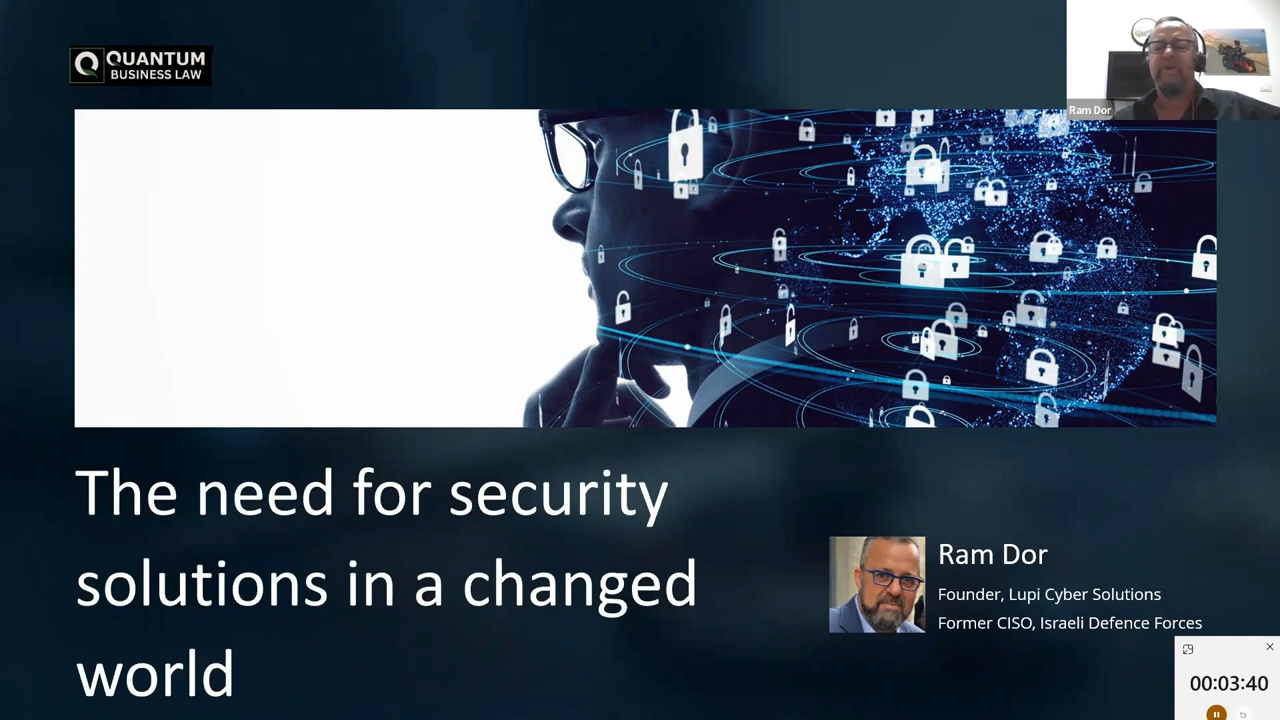 QUANTUM
BUSINESS LAW
Ram Dor
The need for security
solutions in a changed
world
Ram Dor
Founder, Lupi Cyber Solutions
Former CISO, Israeli Defence Forces
00:03:40